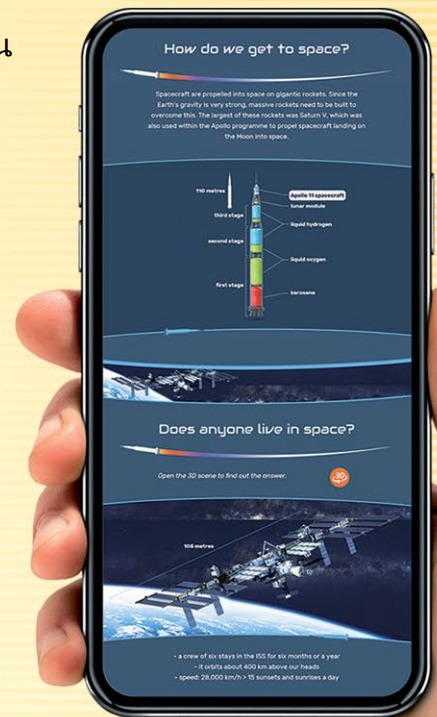 น
How do we get to space?
Spacecraft are propelled into space on gigantic rockets. Since the
Earth's gravity is very strong, massive rockets need to be built to
overcome this. The largest of these rockets was Saturn V, which was
also used within the Apollo programme to propel spacecraft landing on
the Moon into space.
110 metres
Apollo 11 spacecraft
lunar module
third stage
liquid hydrogen
second stage
liquid oxygen
first stage
kerosene
Does anyone live in space?
Open the 3D scene to find out the answer.
3D
108 metres
- a crew of six stays in the ISS for six months or a year
- it orbits about 400 km above our heads
- speed: 28,000 km/h > 15 sunsets and sunrises a day